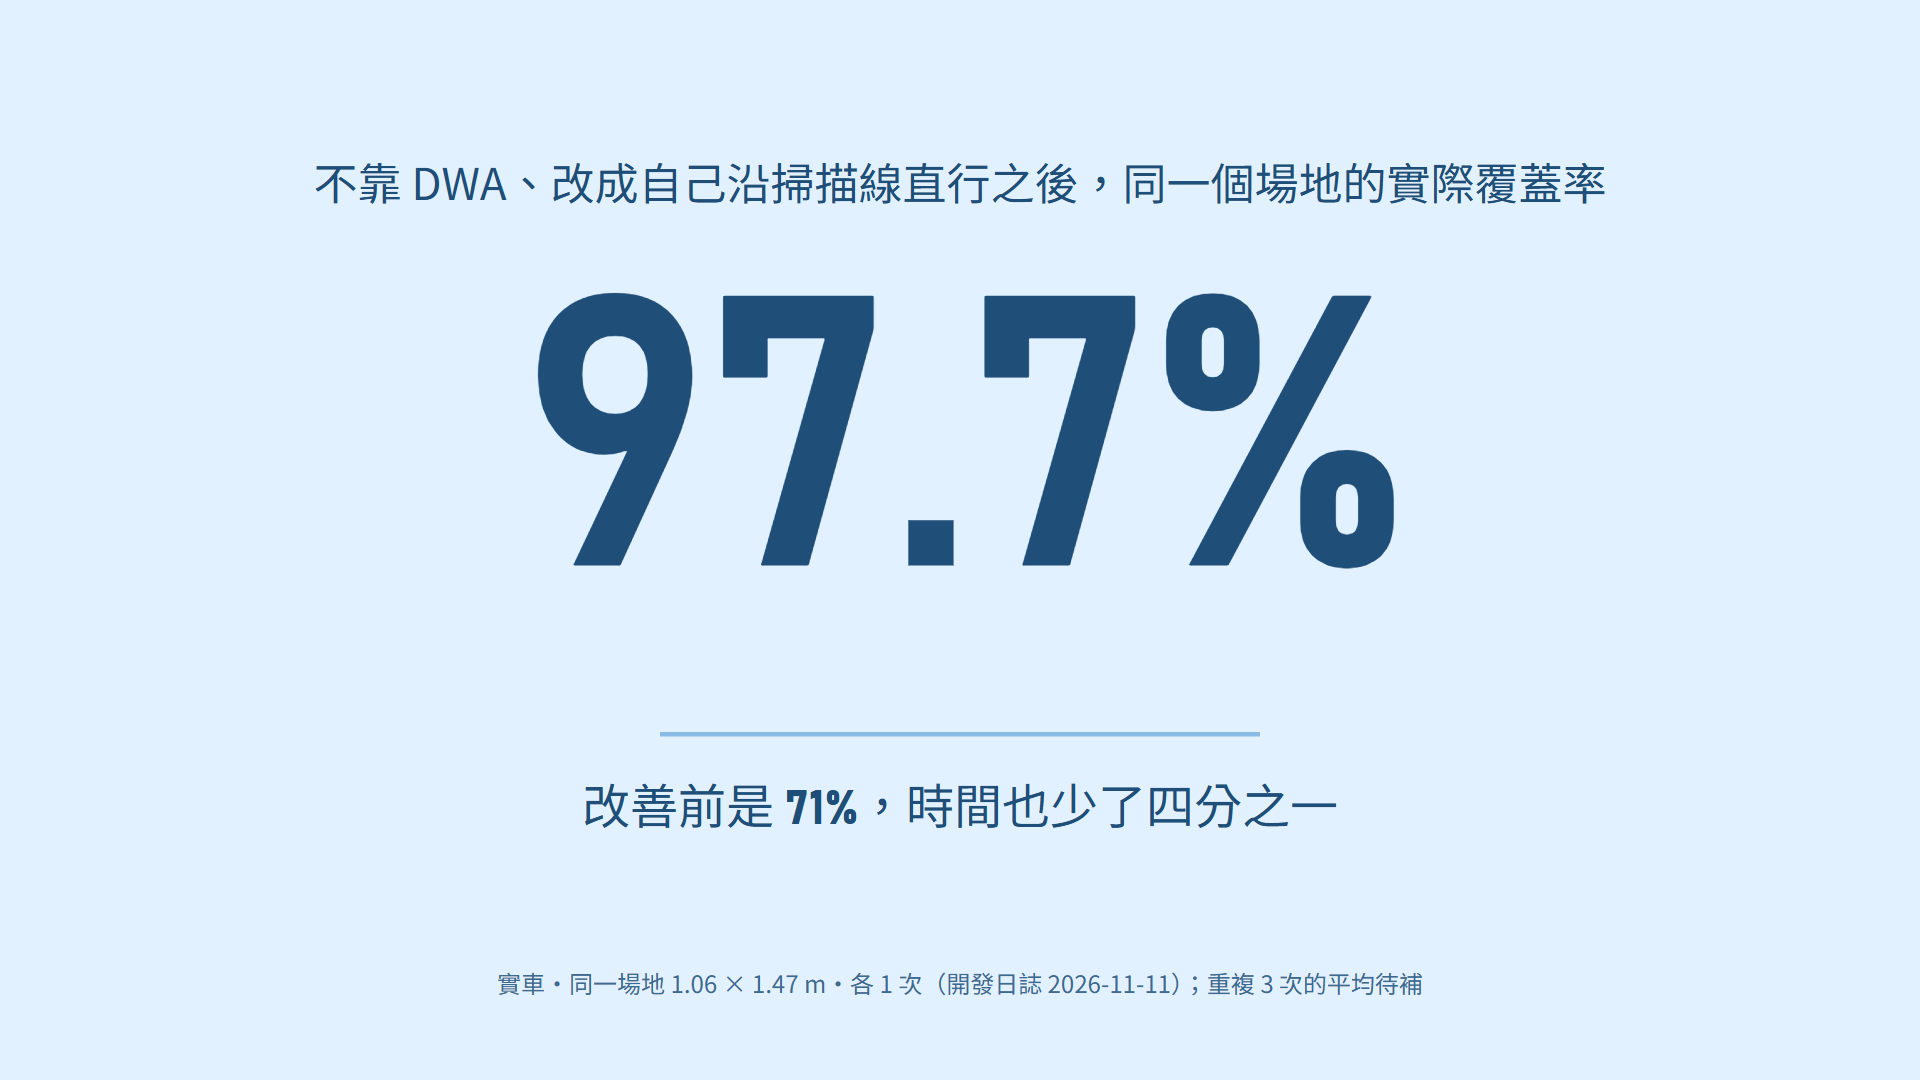 不靠 DWA、改成自己沿掃描線直行之後，同一個場地的實際覆蓋率
97.7%
改善前是 71%，時間也少了四分之一
實車・同一場地 1.06 × 1.47 m・各 1 次（開發日誌 2026-11-11）；重複 3 次的平均待補